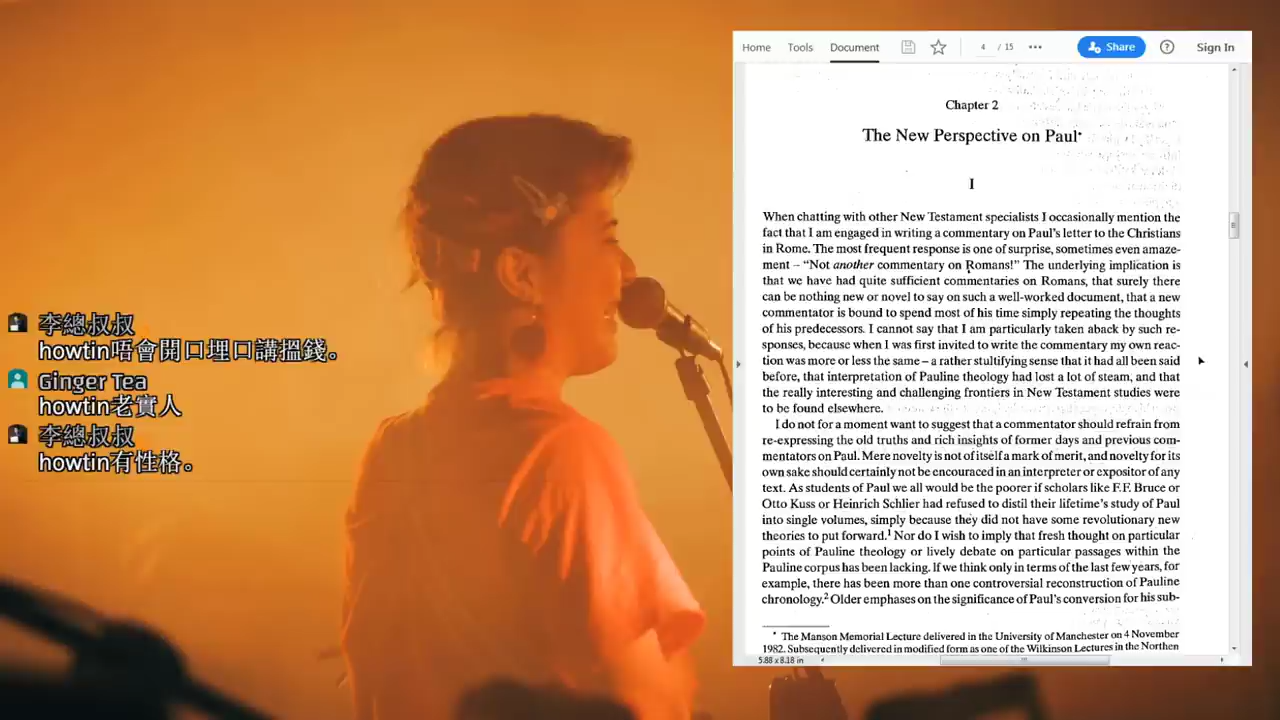 李總叔叔
howtin唔會開口埋口講搵錢。
Ginger Tea
howtin老實人
李總叔叔
howtin有性格。
Home Tools Document 4 / 15 ••• Share ? Sign In
Chapter 2
The New Perspective on Paul*
I
When chatting with other New Testament specialists I occasionally mention the
fact that I am engaged in writing a commentary on Paul's letter to the Christians
in Rome. The most frequent response is one of surprise, sometimes even amaze-
ment – “Not another commentary on Romans!” The underlying implication is
that we have had quite sufficient commentaries on Romans, that surely there
can be nothing new or novel to say on such a well-worked document, that a new
commentator is bound to spend most of his time simply repeating the thoughts
of his predecessors. I cannot say that I am particularly taken aback by such re-
sponses, because when I was first invited to write the commentary my own reac-
tion was more or less the same – a rather stultifying sense that it had all been said
before, that interpretation of Pauline theology had lost a lot of steam, and that
the really interesting and challenging frontiers in New Testament studies were
to be found elsewhere.
I do not for a moment want to suggest that a commentator should refrain from
re-expressing the old truths and rich insights of former days and previous com-
mentators on Paul. Mere novelty is not of itself a mark of merit, and novelty for its
own sake should certainly not be encouraced in an interpreter or expositor of any
text. As students of Paul we all would be the poorer if scholars like F.F. Bruce or
Otto Kuss or Heinrich Schlier had refused to distil their lifetime's study of Paul
into single volumes, simply because they did not have some revolutionary new
theories to put forward.¹ Nor do I wish to imply that fresh thought on particular
points of Pauline theology or lively debate on particular passages within the
Pauline corpus has been lacking. If we think only in terms of the last few years, for
example, there has been more than one controversial reconstruction of Pauline
chronology.² Older emphases on the significance of Paul's conversion for his sub-
* The Manson Memorial Lecture delivered in the University of Manchester on 4 November
1982. Subsequently delivered in modified form as one of the Wilkinson Lectures in the Northen
5.88 x 8.18 in